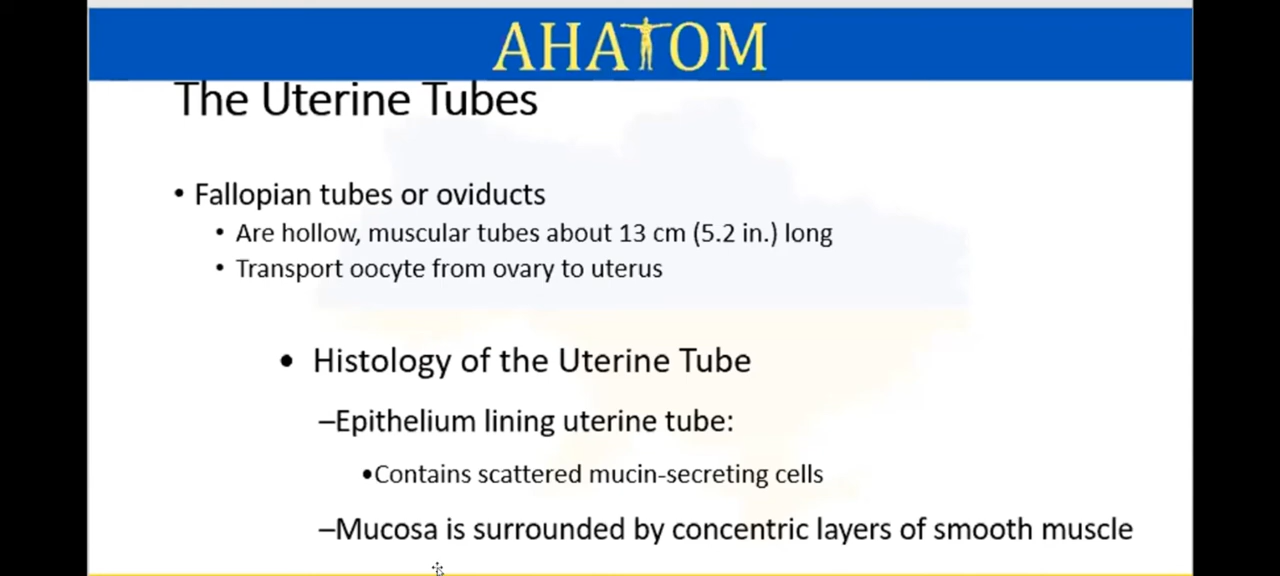 AHATOM
The Uterine Tubes
• Fallopian tubes or oviducts
• Are hollow, muscular tubes about 13 cm (5.2 in.) long
• Transport oocyte from ovary to uterus
• Histology of the Uterine Tube
–Epithelium lining uterine tube:
•Contains scattered mucin-secreting cells
–Mucosa is surrounded by concentric layers of smooth muscle